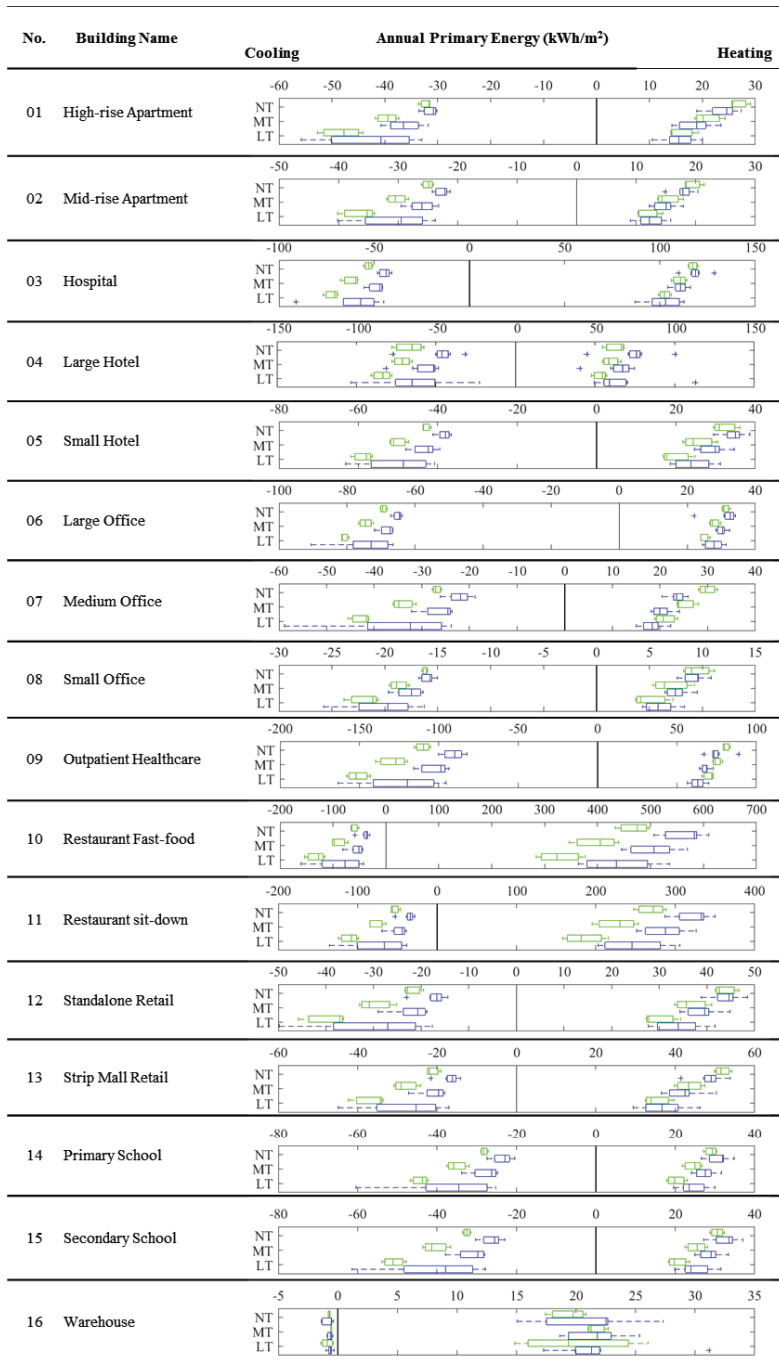 No. Building Name Annual Primary Energy (kWh/m²)
Cooling Heating
-60 -50 -40 -30 -20 -10 0 10 20 30
NT
01 High-rise Apartment MT
LT
-50 -40 -30 -20 -10 0 10 20 30
NT
02 Mid-rise Apartment MT
LT
-100 -50 0 50 100 150
NT
03 Hospital MT
LT
-150 -100 -50 0 50 100 150
NT
04 Large Hotel MT
LT
-80 -60 -40 -20 0 20 40
NT
05 Small Hotel MT
LT
-100 -80 -60 -40 -20 0 20 40
NT
06 Large Office MT
LT
-60 -50 -40 -30 -20 -10 0 10 20 30 40
NT
07 Medium Office MT
LT
-30 -25 -20 -15 -10 -5 0 5 10 15
NT
08 Small Office MT
LT
-200 -150 -100 -50 0 50 100
NT
09 Outpatient Healthcare MT
LT
-200 -100 0 100 200 300 400 500 600 700
NT
10 Restaurant Fast-food MT
LT
-200 -100 0 100 200 300 400
NT
11 Restaurant sit-down MT
LT
-50 -40 -30 -20 -10 0 10 20 30 40 50
NT
12 Standalone Retail MT
LT
-60 -40 -20 0 20 40 60
NT
13 Strip Mall Retail MT
LT
-80 -60 -40 -20 0 20 40
NT
14 Primary School MT
LT
-80 -60 -40 -20 0 20 40
NT
15 Secondary School MT
LT
-5 0 5 10 15 20 25 30 35
NT
16 Warehouse MT
LT